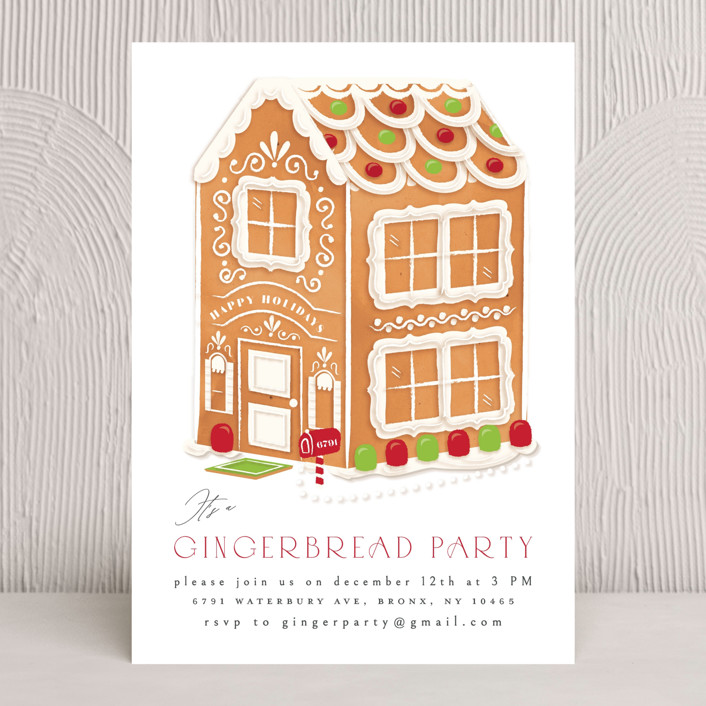 HAPPY HOLIDAYS
6791
It's a
GINGERBREAD PARTY
please join us on december 12th at 3 PM
6791 WATERBURY AVE, BRONX, NY 10465
rsvp to gingerparty@gmail.com